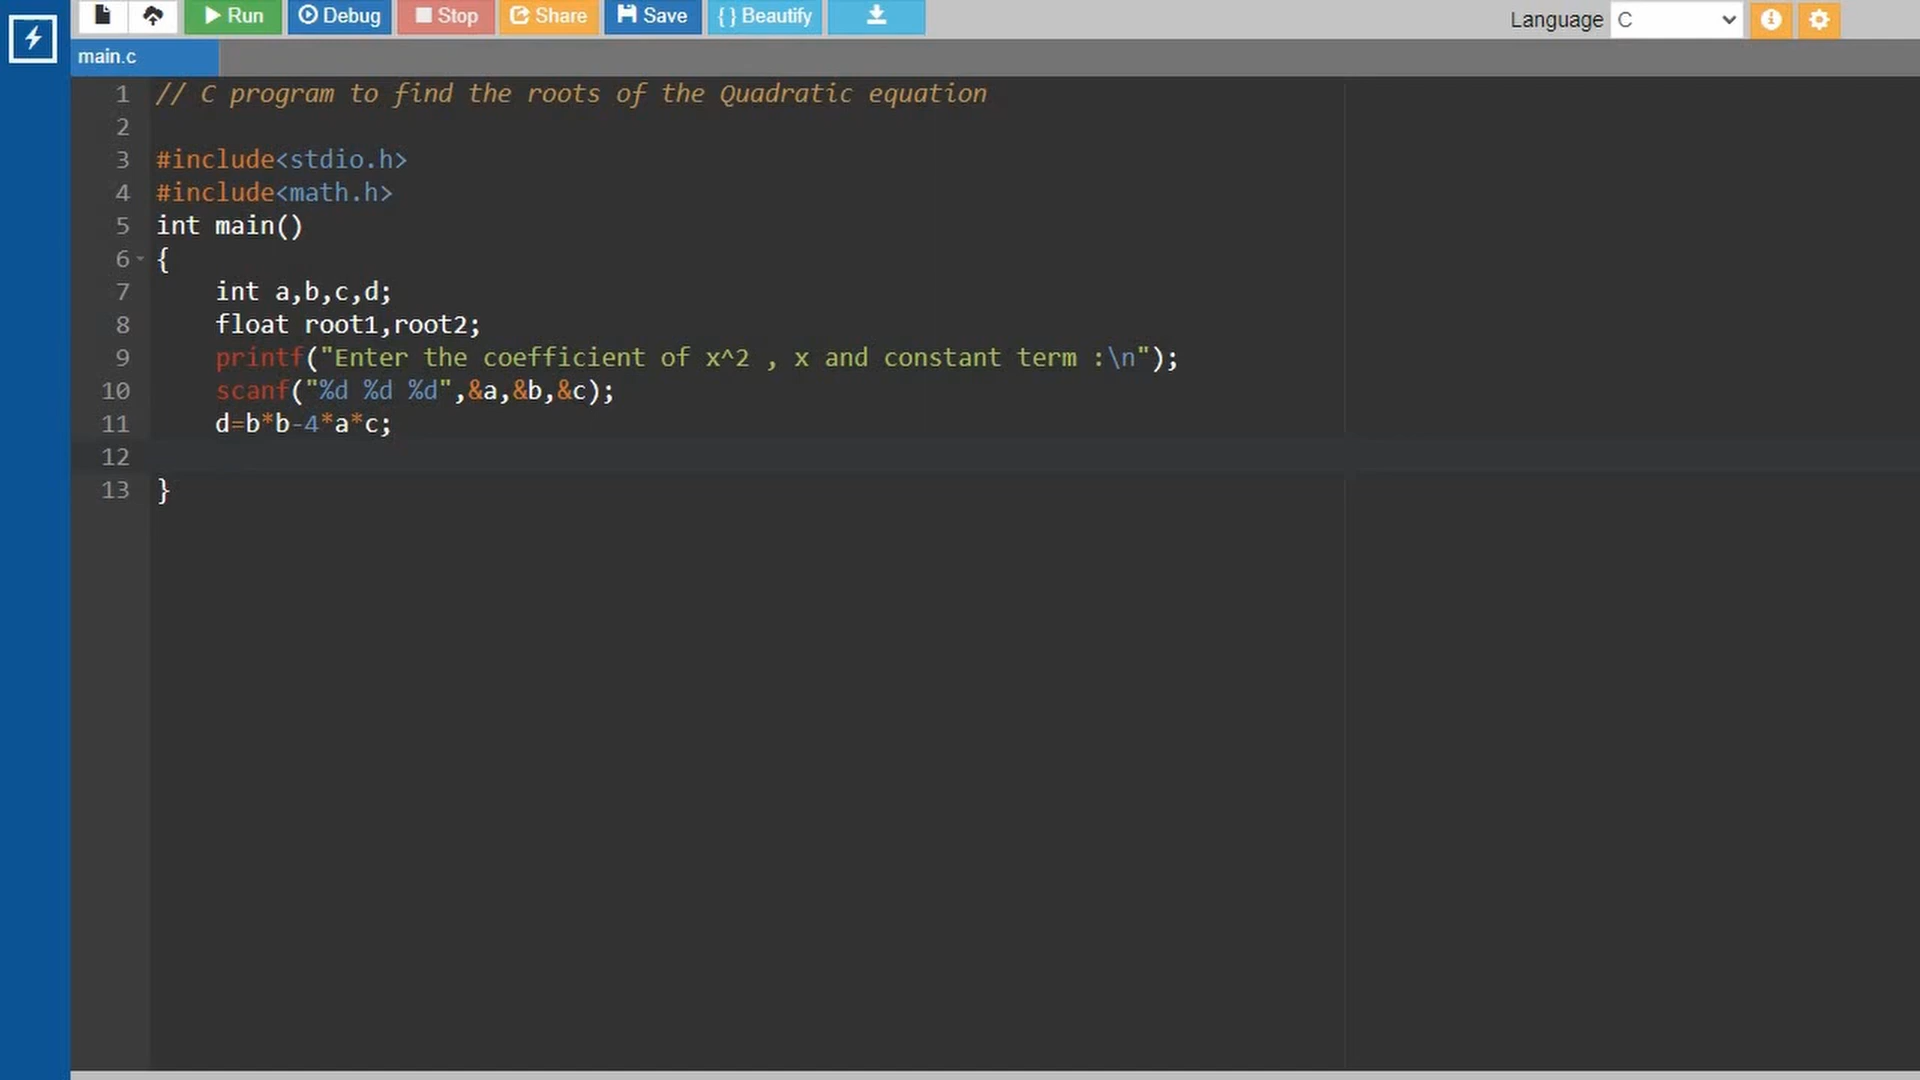 Run Debug Stop Share Save { } Beautify Language C
main.c
1 // C program to find the roots of the Quadratic equation
2
3 #include<stdio.h>
4 #include<math.h>
5 int main()
6 {
7 int a,b,c,d;
8 float root1,root2;
9 printf("Enter the coefficient of x^2 , x and constant term :\n");
10 scanf("%d %d %d",&a,&b,&c);
11 d=b*b-4*a*c;
12
13 }